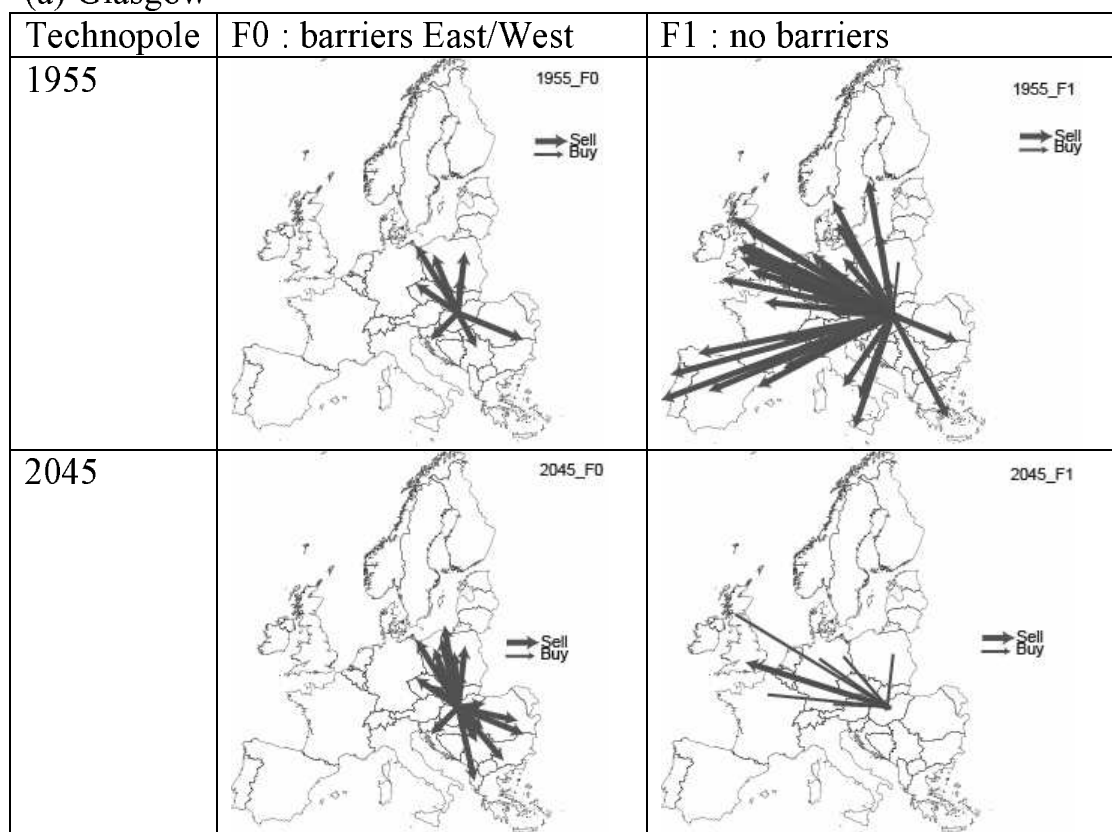 (a) Glasgow
Technopole F0 : barriers East/West F1 : no barriers
1955
1955_F0
Sell
Buy
1955_F1
Sell
Buy
2045
2045_F0
Sell
Buy
2045_F1
Sell
Buy